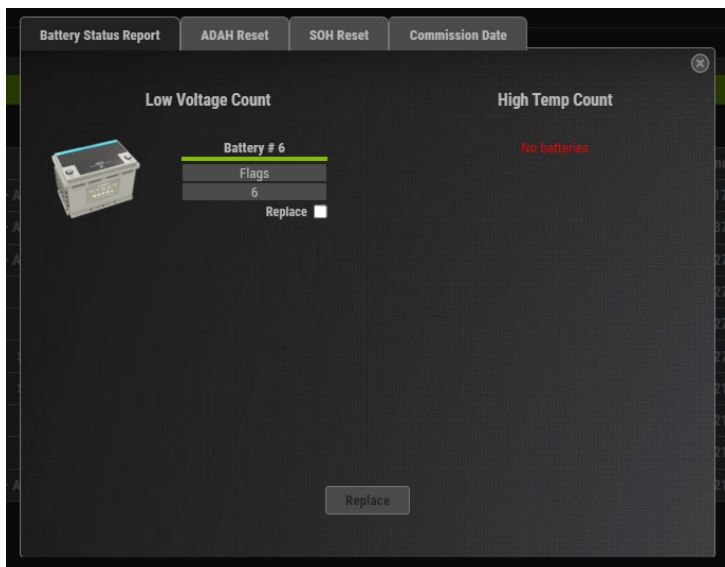 Battery Status Report
ADAH Reset
SOH Reset
Commission Date
Low Voltage Count
High Temp Count
Battery # 6
Flags
6
Replace
No batteries
Replace